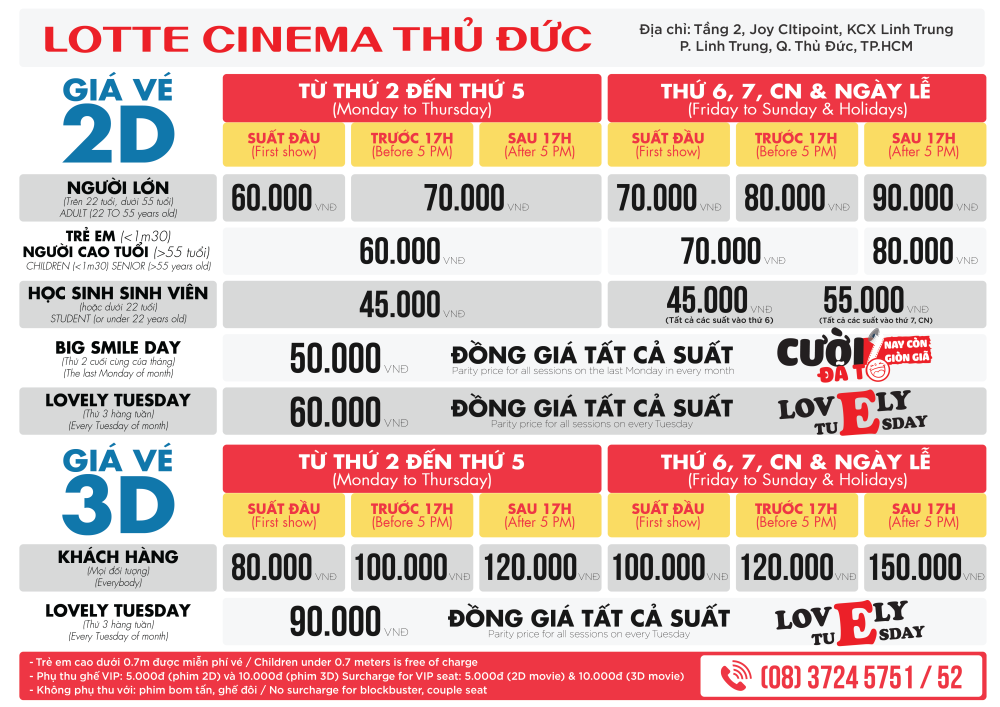 LOTTE CINEMA THỦ ĐỨC
Địa chỉ: Tầng 2, Joy CItipoint, KCX Linh Trung
P. Linh Trung, Q. Thủ Đức, TP.HCM
GIÁ VÉ
2D
TỪ THỨ 2 ĐẾN THỨ 5
(Monday to Thursday)
THỨ 6, 7, CN & NGÀY LỄ
(Friday to Sunday & Holidays)
SUẤT ĐẦU TRƯỚC 17H SAU 17H SUẤT ĐẦU TRƯỚC 17H SAU 17H
(First show) (Before 5 PM) (After 5 PM) (First show) (Before 5 PM) (After 5 PM)
NGƯỜI LỚN
(Trên 22 tuổi, dưới 55 tuổi)
ADULT (22 TO 55 years old)
60.000 VNĐ 70.000 VNĐ 70.000 VNĐ 80.000 VNĐ 90.000 VNĐ
TRẺ EM (<1m30)
NGƯỜI CAO TUỔI (>55 tuổi)
CHILDREN (<1m30) SENIOR (>55 years old)
60.000 VNĐ 70.000 VNĐ 80.000 VNĐ
HỌC SINH SINH VIÊN
(hoặc dưới 22 tuổi)
STUDENT (or under 22 years old)
45.000 VNĐ 45.000 VNĐ 55.000 VNĐ
(Tất cả các suất vào thứ 6) (Tất cả các suất vào thứ 7, CN)
BIG SMILE DAY
(Thứ 2 cuối cùng của tháng)
(The last Monday of month)
50.000 VNĐ
ĐỒNG GIÁ TẤT CẢ SUẤT
Parity price for all sessions on the last Monday in every month
CƯỜI
ĐÃ TO
NAY CÒN
GIÒN GIÃ
LOVELY TUESDAY
(Thứ 3 hàng tuần)
(Every Tuesday of month)
60.000 VNĐ
ĐỒNG GIÁ TẤT CẢ SUẤT
Parity price for all sessions on every Tuesday
LOVELY
TUESDAY
GIÁ VÉ
3D
TỪ THỨ 2 ĐẾN THỨ 5
(Monday to Thursday)
THỨ 6, 7, CN & NGÀY LỄ
(Friday to Sunday & Holidays)
SUẤT ĐẦU TRƯỚC 17H SAU 17H SUẤT ĐẦU TRƯỚC 17H SAU 17H
(First show) (Before 5 PM) (After 5 PM) (First show) (Before 5 PM) (After 5 PM)
KHÁCH HÀNG
(Mọi đối tượng)
(Everybody)
80.000 VNĐ 100.000 VNĐ 120.000 VNĐ 100.000 VNĐ 120.000 VNĐ 150.000 VNĐ
LOVELY TUESDAY
(Thứ 3 hàng tuần)
(Every Tuesday of month)
90.000 VNĐ
ĐỒNG GIÁ TẤT CẢ SUẤT
Parity price for all sessions on every Tuesday
LOVELY
TUESDAY
- Trẻ em cao dưới 0.7m được miễn phí vé / Children under 0.7 meters is free of charge
- Phụ thu ghế VIP: 5.000đ (phim 2D) và 10.000đ (phim 3D) Surcharge for VIP seat: 5.000đ (2D movie) & 10.000đ (3D movie)
- Không phụ thu với: phim bom tấn, ghế đôi / No surcharge for blockbuster, couple seat
(08) 3724 5751 / 52